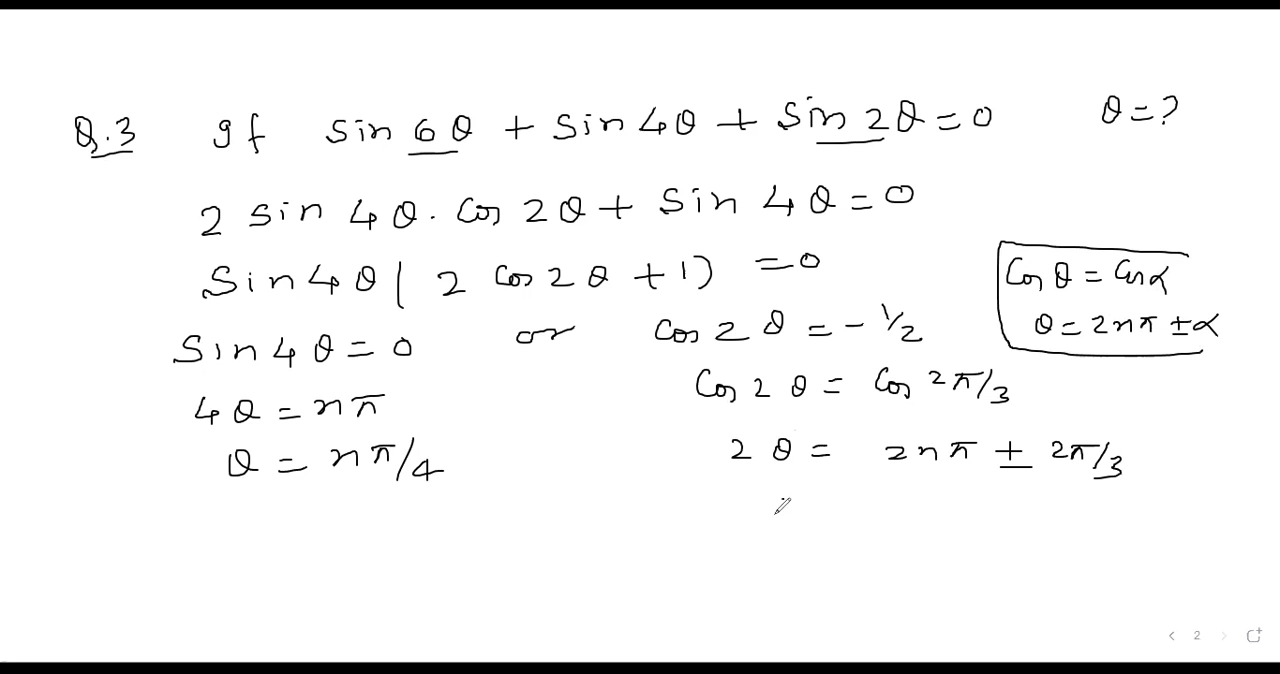 Q.3 If sin 6θ + sin 4θ + sin 2θ = 0 θ = ?
2 sin 4θ . cos 2θ + sin 4θ = 0
sin 4θ ( 2 cos 2θ + 1) = 0
cos θ = cos α
θ = 2nπ ± α
sin 4θ = 0 or cos 2θ = - 1/2
4θ = nπ cos 2θ = cos 2π/3
θ = nπ/4 2θ = 2nπ ± 2π/3
2